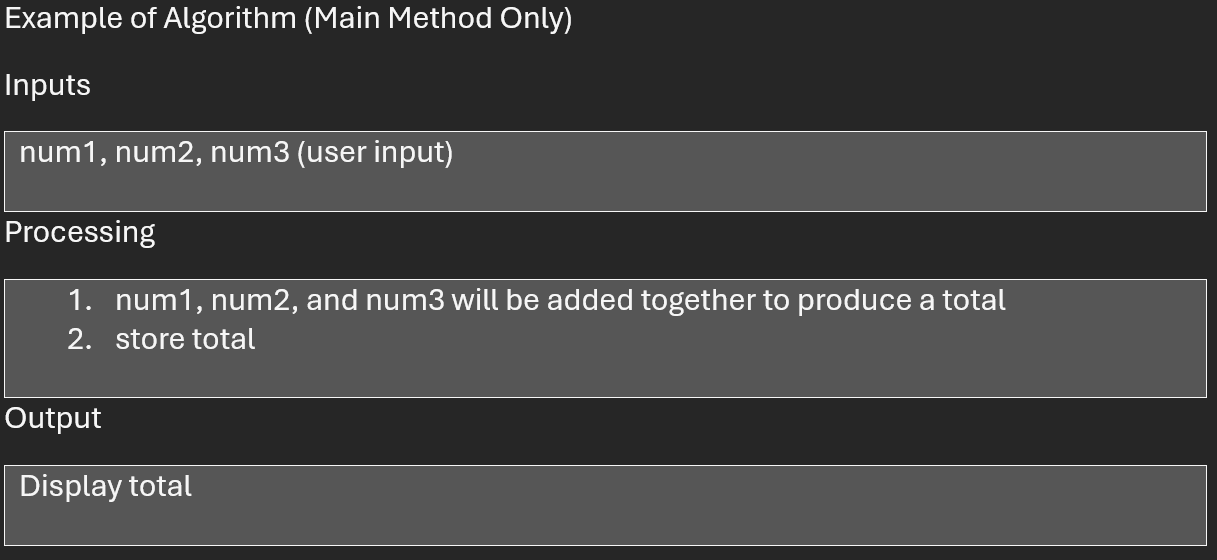 Example of Algorithm (Main Method Only)
Inputs
num1, num2, num3 (user input)
Processing
1. num1, num2, and num3 will be added together to produce a total
2. store total
Output
Display total